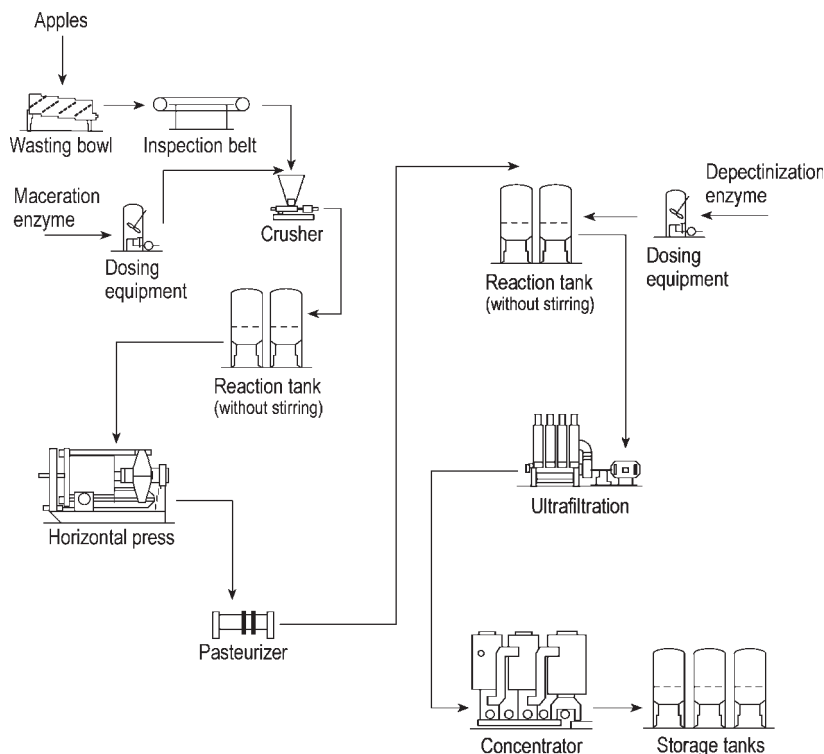 Apples
Wasting bowl
Inspection belt
Maceration
enzyme
Dosing
equipment
Crusher
Reaction tank
(without stirring)
Horizontal press
Pasteurizer
Depectinization
enzyme
Reaction tank
(without stirring)
Dosing
equipment
Ultrafiltration
Concentrator
Storage tanks